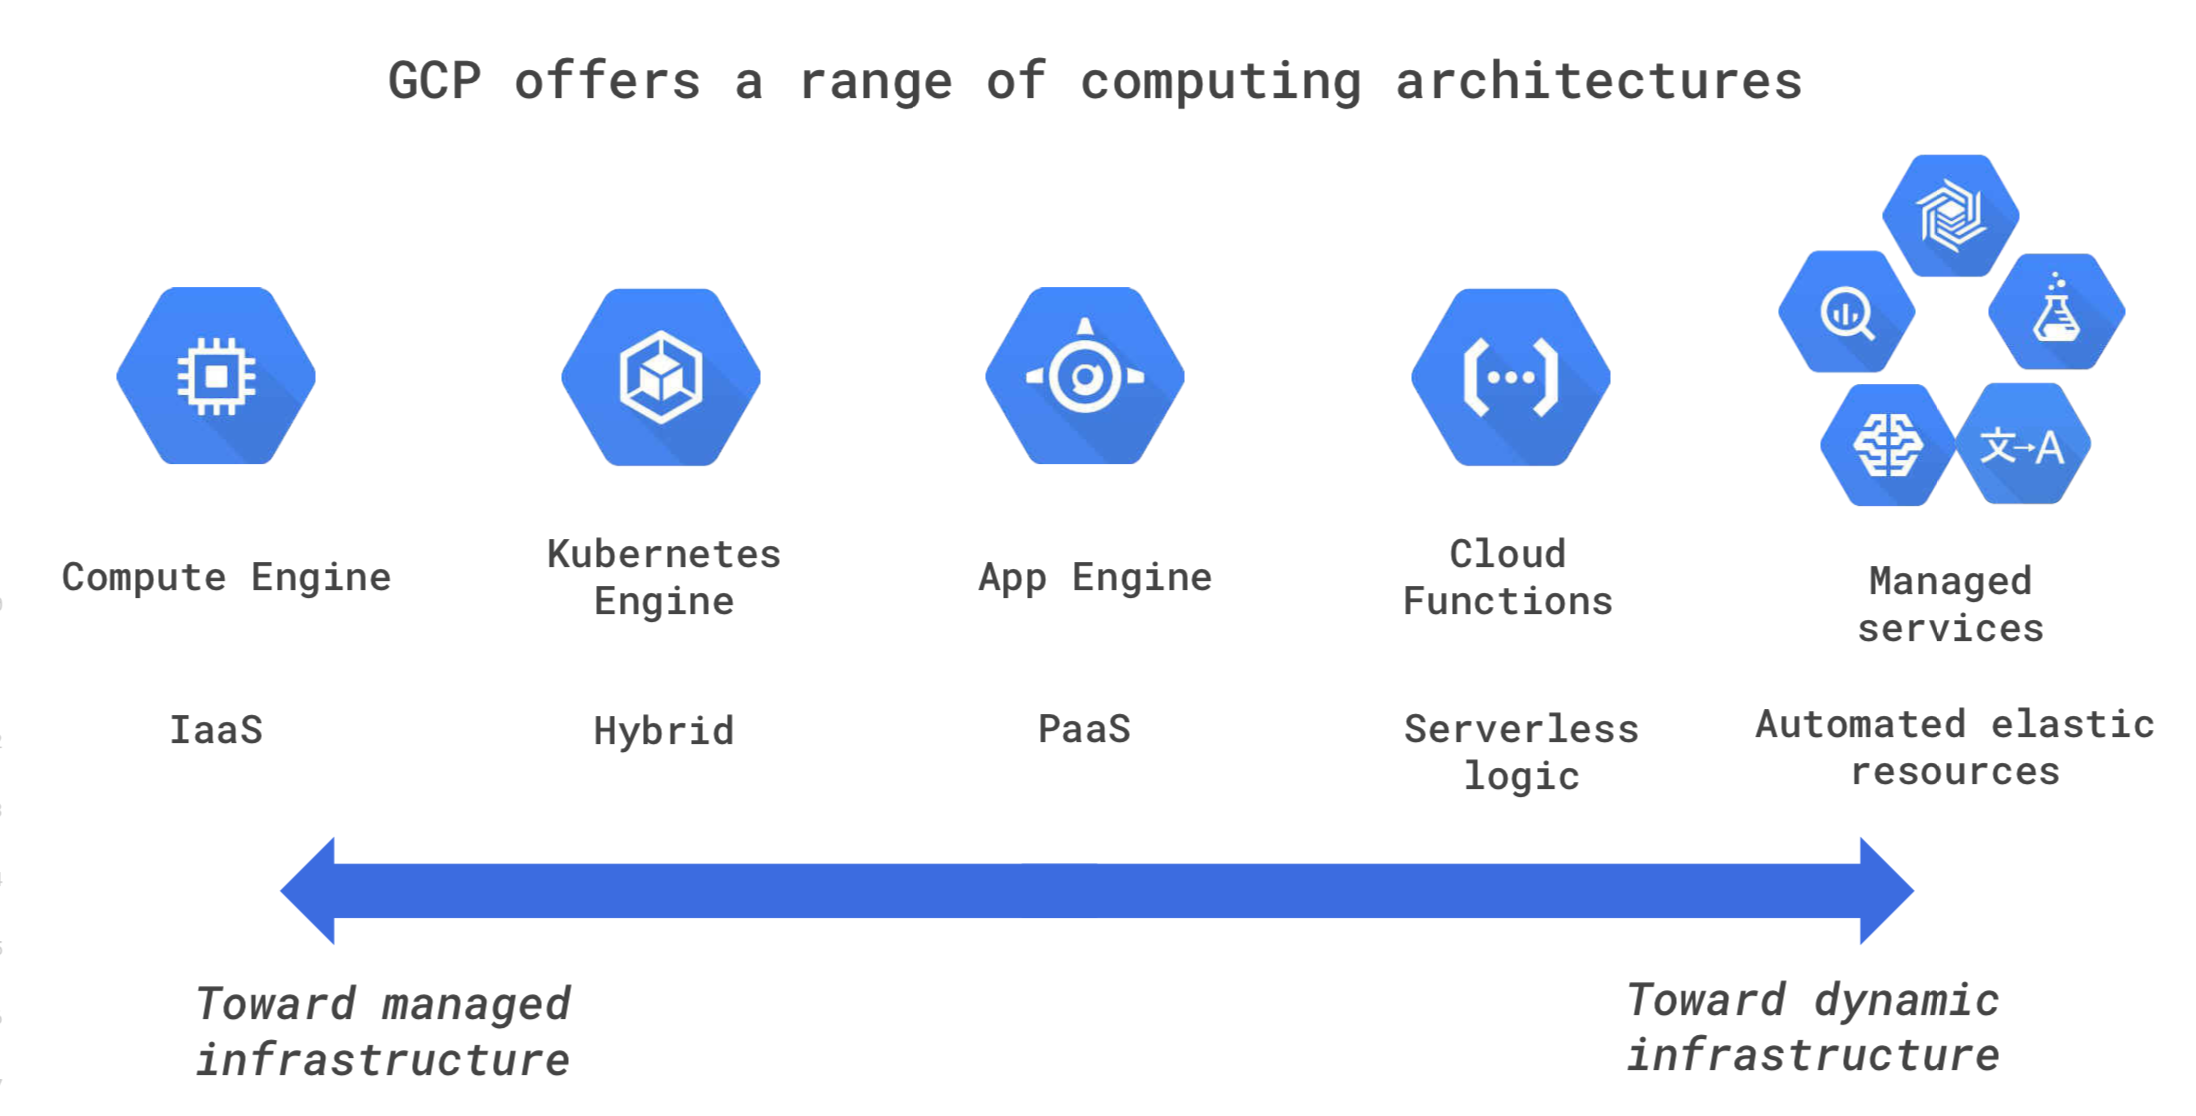 GCP offers a range of computing architectures
文→A
Compute Engine
Kubernetes
Engine
App Engine
Cloud
Functions
Managed
services
IaaS
Hybrid
PaaS
Serverless
logic
Automated elastic
resources
Toward managed
infrastructure
Toward dynamic
infrastructure